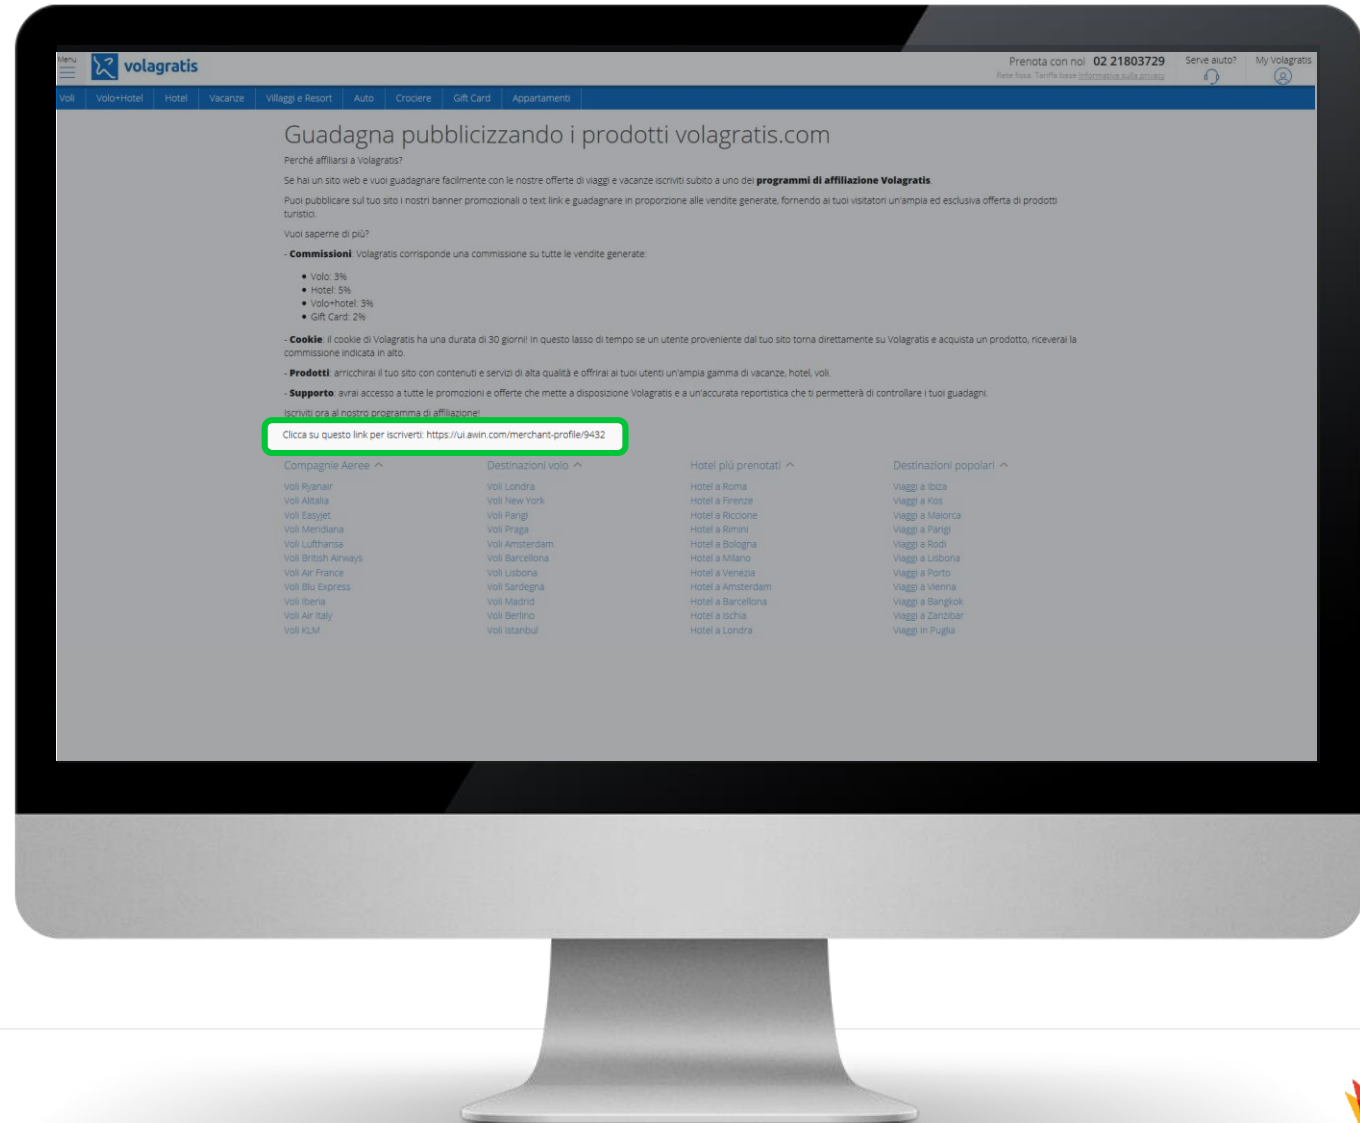 Menu
volagratis
Prenota con noi 02 21803729
Rete fissa. Tariffa base informativa sulla privacy
Serve aiuto?
My Volagratis
Voli Volo+Hotel Hotel Vacanze Villaggi e Resort Auto Crociere Gift Card Appartamenti
Guadagna pubblicizzando i prodotti volagratis.com
Perché affiliarsi a Volagratis?
Se hai un sito web e vuoi guadagnare facilmente con le nostre offerte di viaggi e vacanze iscriviti subito a uno dei programmi di affiliazione Volagratis.
Puoi pubblicare sul tuo sito i nostri banner promozionali o text link e guadagnare in proporzione alle vendite generate, fornendo ai tuoi visitatori un'ampia ed esclusiva offerta di prodotti
turistici.
Vuoi saperne di più?
- Commissioni: Volagratis corrisponde una commissione su tutte le vendite generate:
• Volo: 3%
• Hotel: 5%
• Volo+hotel: 3%
• Gift Card: 2%
- Cookie: il cookie di Volagratis ha una durata di 30 giorni! In questo lasso di tempo se un utente proveniente dal tuo sito torna direttamente su Volagratis e acquista un prodotto, riceverai la
commissione indicata in alto.
- Prodotti: arricchirai il tuo sito con contenuti e servizi di alta qualità e offrirai ai tuoi utenti un'ampia gamma di vacanze, hotel, voli.
- Supporto: avrai accesso a tutte le promozioni e offerte che mette a disposizione Volagratis e a un'accurata reportistica che ti permetterà di controllare i tuoi guadagni.
Iscriviti ora al nostro programma di affiliazione!
Clicca su questo link per iscriverti: https://ui.awin.com/merchant-profile/9432
Compagnie Aeree
Voli Ryanair
Voli Alitalia
Voli Easyjet
Voli Meridiana
Voli Lufthansa
Voli British Airways
Voli Air France
Voli Blu Express
Voli Iberia
Voli Air Italy
Voli KLM
Destinazioni volo
Voli Londra
Voli New York
Voli Parigi
Voli Praga
Voli Amsterdam
Voli Barcellona
Voli Lisbona
Voli Sardegna
Voli Madrid
Voli Berlino
Voli Istanbul
Hotel più prenotati
Hotel a Roma
Hotel a Firenze
Hotel a Riccione
Hotel a Rimini
Hotel a Bologna
Hotel a Milano
Hotel a Venezia
Hotel a Amsterdam
Hotel a Barcellona
Hotel a Ischia
Hotel a Londra
Destinazioni popolari
Viaggi a Ibiza
Viaggi a Kos
Viaggi a Maiorca
Viaggi a Parigi
Viaggi a Rodi
Viaggi a Lisbona
Viaggi a Porto
Viaggi a Vienna
Viaggi a Bangkok
Viaggi a Zanzibar
Viaggi in Puglia